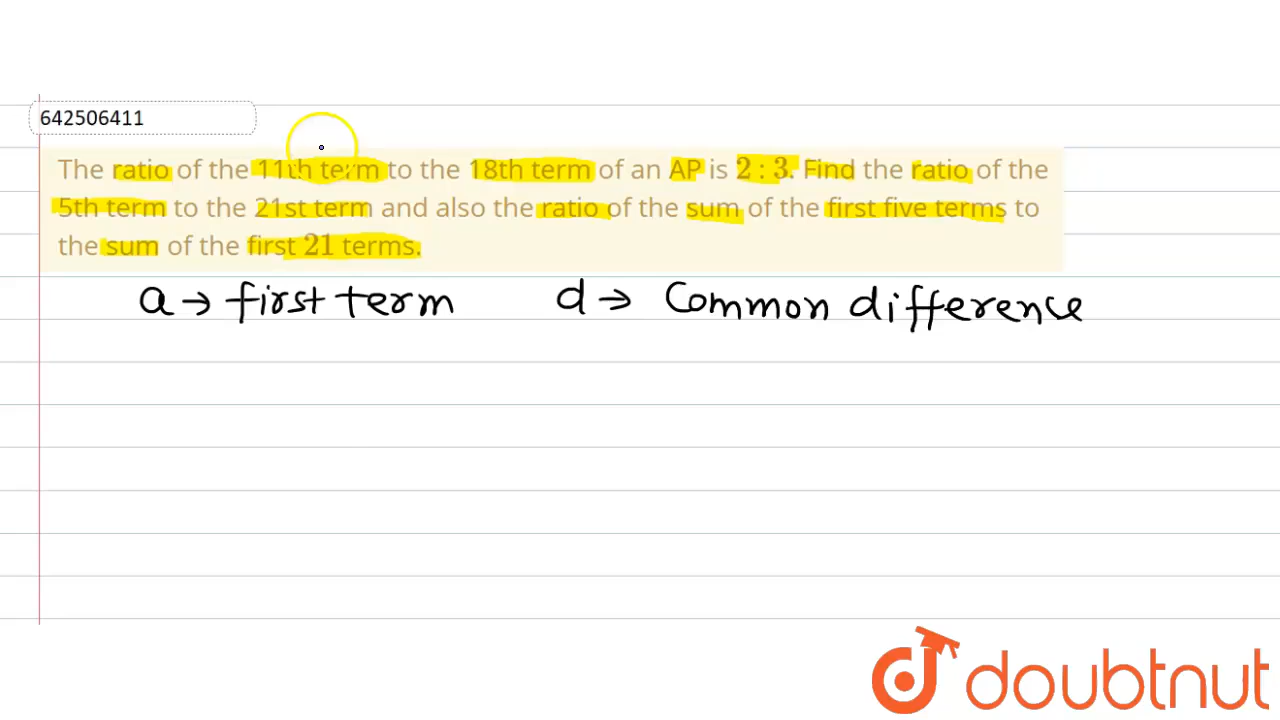 642506411
The ratio of the 11th term to the 18th term of an AP is 2 : 3. Find the ratio of the
5th term to the 21st term and also the ratio of the sum of the first five terms to
the sum of the first 21 terms.
a → first term d → Common difference
doubtnut